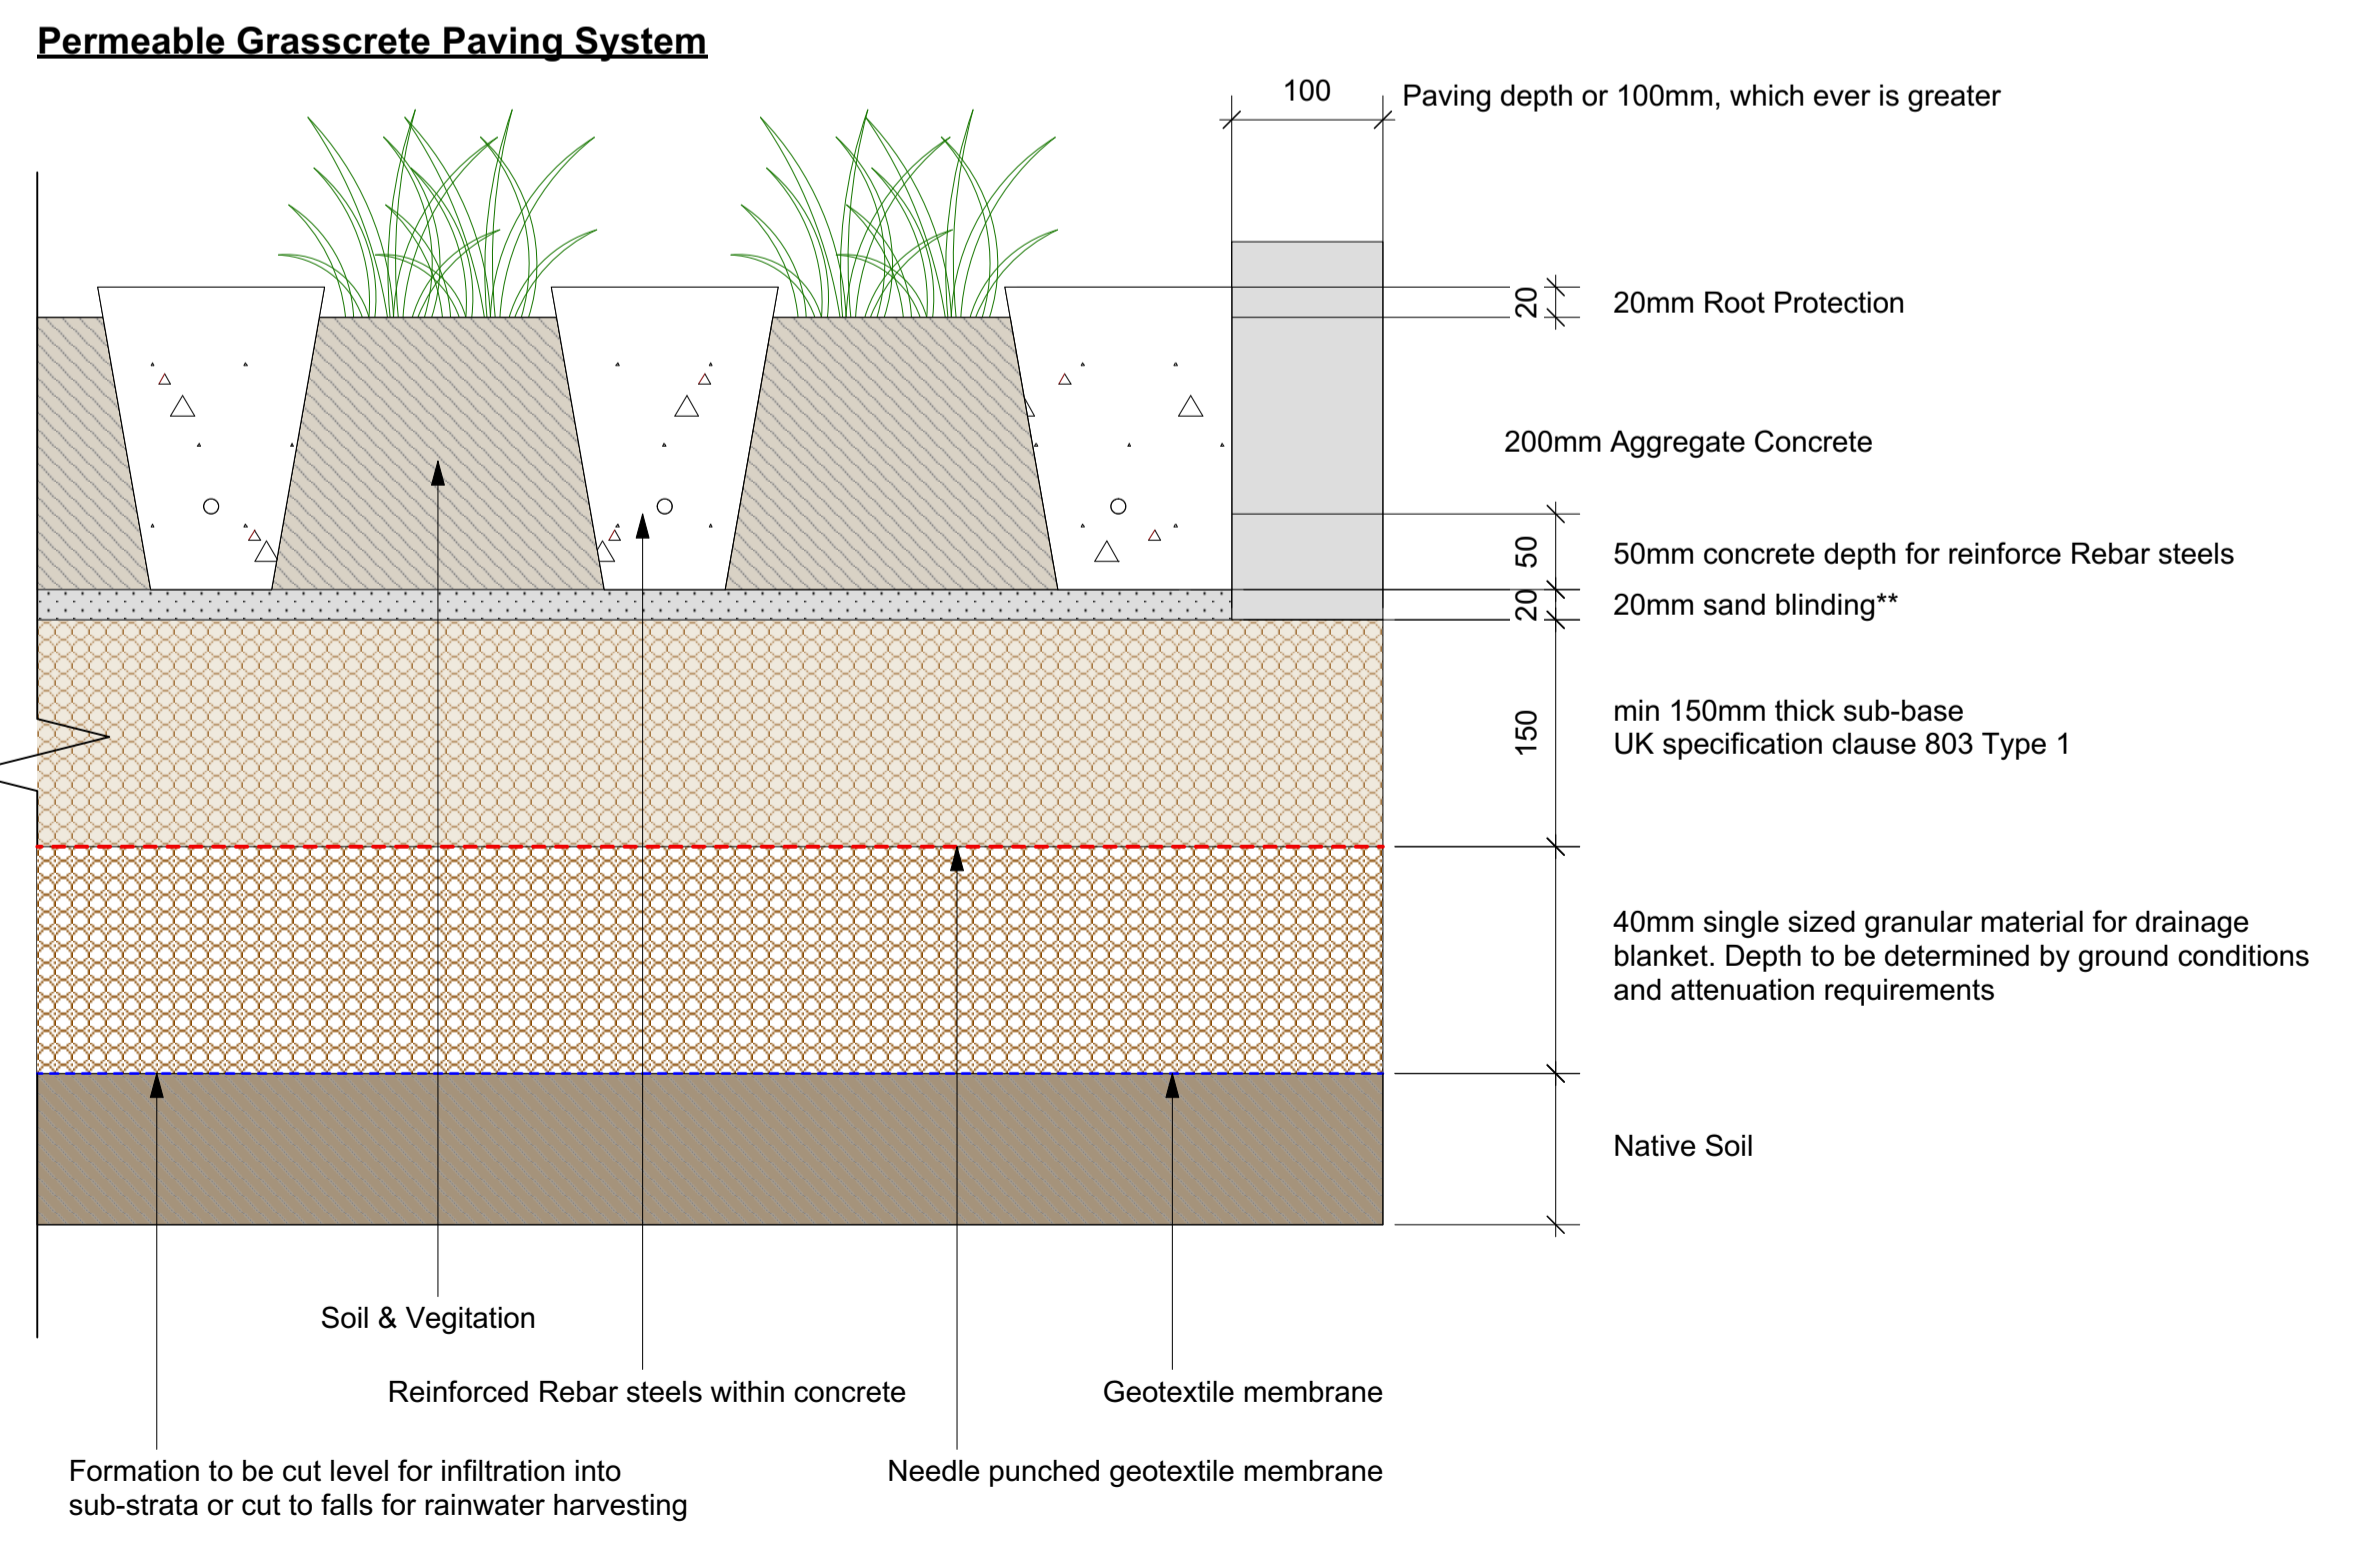 Permeable Grasscrete Paving System
100
Paving depth or 100mm, which ever is greater
20
20mm Root Protection
200mm Aggregate Concrete
50
50mm concrete depth for reinforce Rebar steels
20
20mm sand blinding**
150
min 150mm thick sub-base
UK specification clause 803 Type 1
40mm single sized granular material for drainage
blanket. Depth to be determined by ground conditions
and attenuation requirements
Native Soil
Soil & Vegitation
Reinforced Rebar steels within concrete
Geotextile membrane
Formation to be cut level for infiltration into
sub-strata or cut to falls for rainwater harvesting
Needle punched geotextile membrane